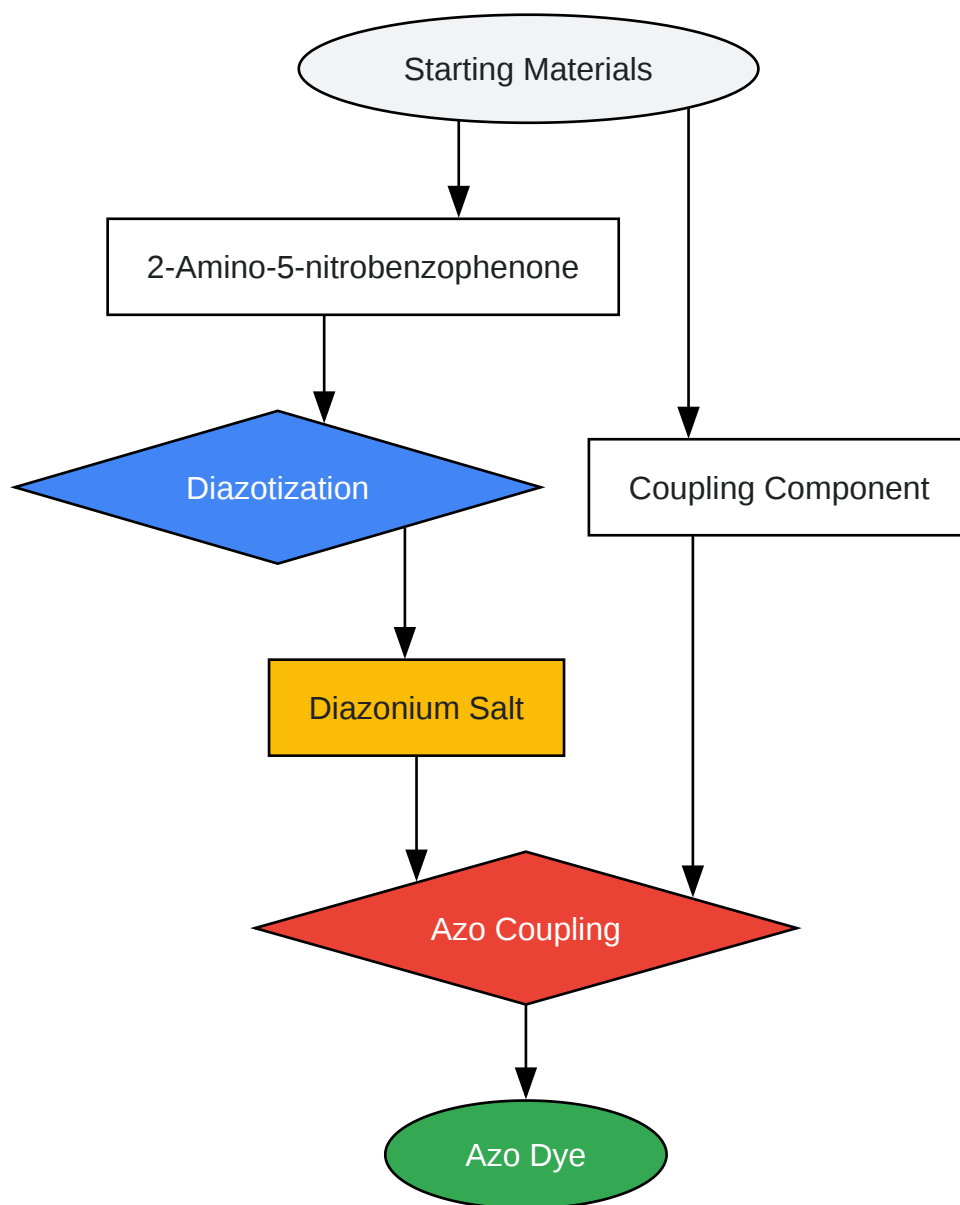 Starting Materials
2-Amino-5-nitrobenzophenone
Diazotization
Coupling Component
Diazonium Salt
Azo Coupling
Azo Dye